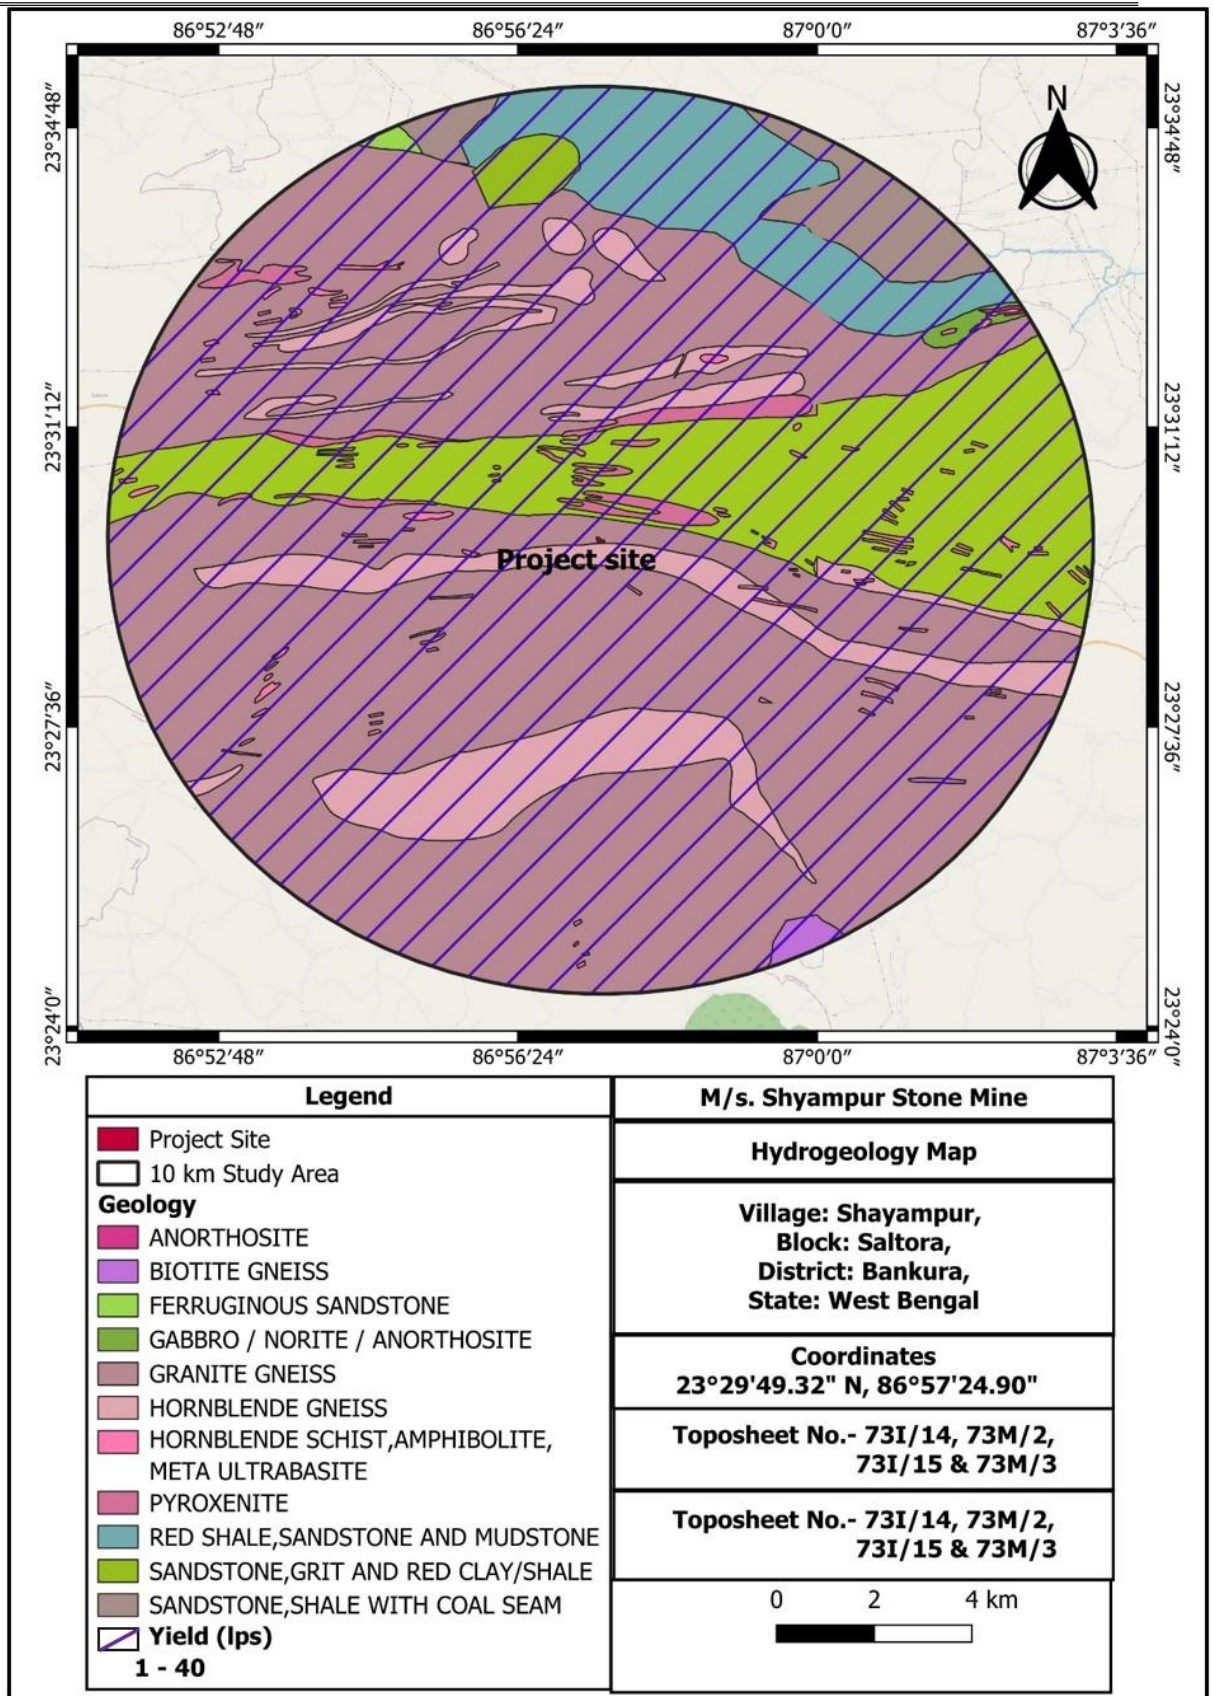 86°52′48″ 86°56′24″ 87°0′0″ 87°3′36″
23°34′48″ 23°34′48″
N
23°31′12″ 23°31′12″
Project site
23°27′36″ 23°27′36″
23°24′0″ 23°24′0″
86°52′48″ 86°56′24″ 87°0′0″ 87°3′36″
Legend
Project Site
10 km Study Area
Geology
ANORTHOSITE
BIOTITE GNEISS
FERRUGINOUS SANDSTONE
GABBRO / NORITE / ANORTHOSITE
GRANITE GNEISS
HORNBLENDE GNEISS
HORNBLENDE SCHIST,AMPHIBOLITE,
META ULTRABASITE
PYROXENITE
RED SHALE,SANDSTONE AND MUDSTONE
SANDSTONE,GRIT AND RED CLAY/SHALE
SANDSTONE,SHALE WITH COAL SEAM
Yield (lps)
1 - 40
M/s. Shyampur Stone Mine
Hydrogeology Map
Village: Shayampur,
Block: Saltora,
District: Bankura,
State: West Bengal
Coordinates
23°29'49.32" N, 86°57'24.90"
Toposheet No.- 73I/14, 73M/2,
73I/15 & 73M/3
Toposheet No.- 73I/14, 73M/2,
73I/15 & 73M/3
0 2 4 km